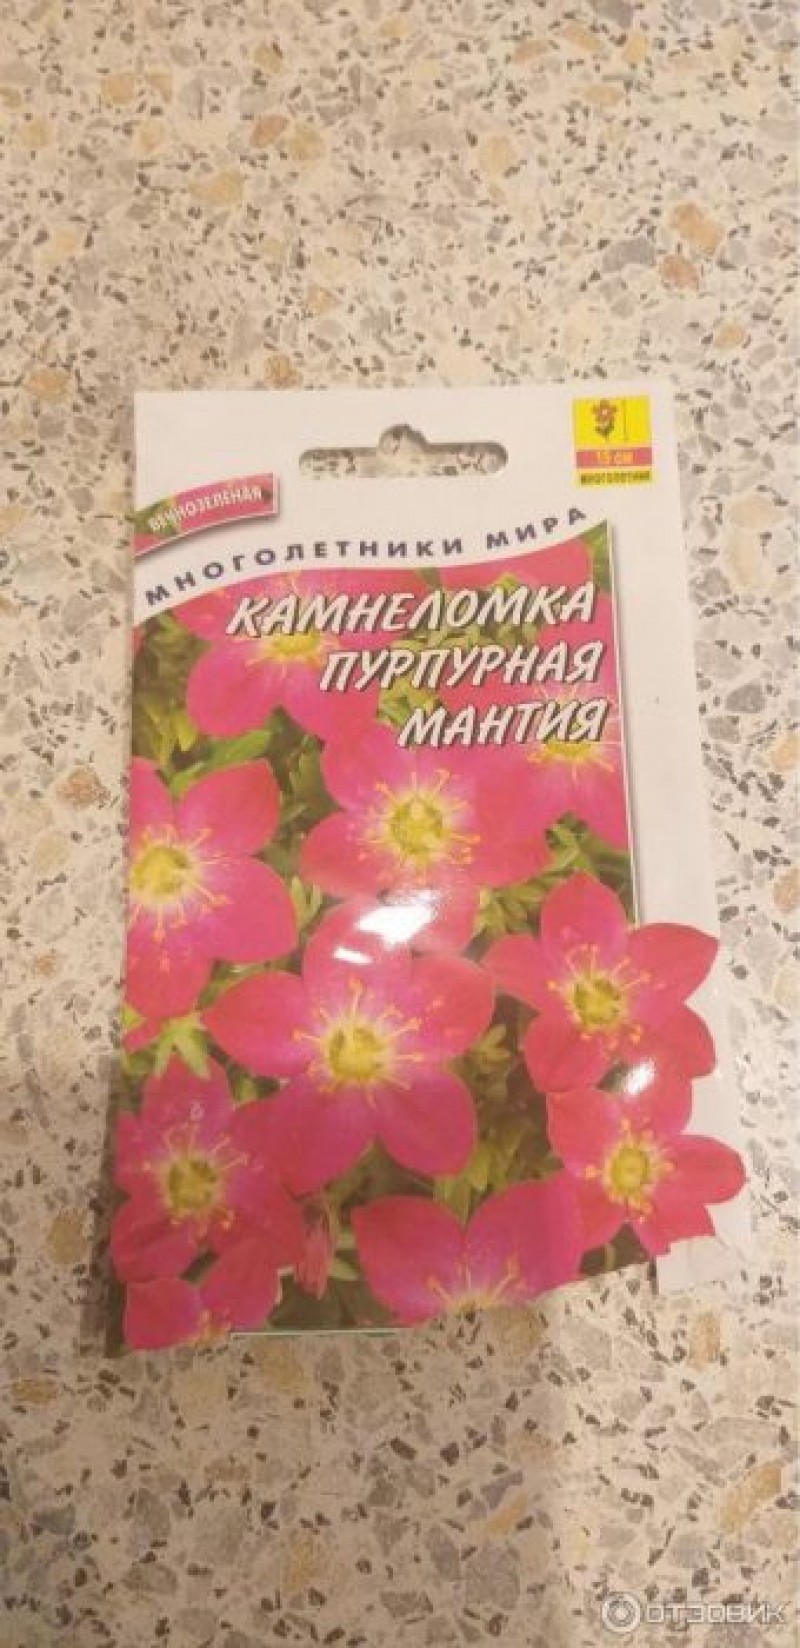 15 см
МНОГОЛЕТНИК
ВЕЧНОЗЕЛЕНАЯ
МНОГОЛЕТНИКИ МИРА
КАМНЕЛОМКА
ПУРПУРНАЯ
МАНТИЯ
ОТЗОВИК